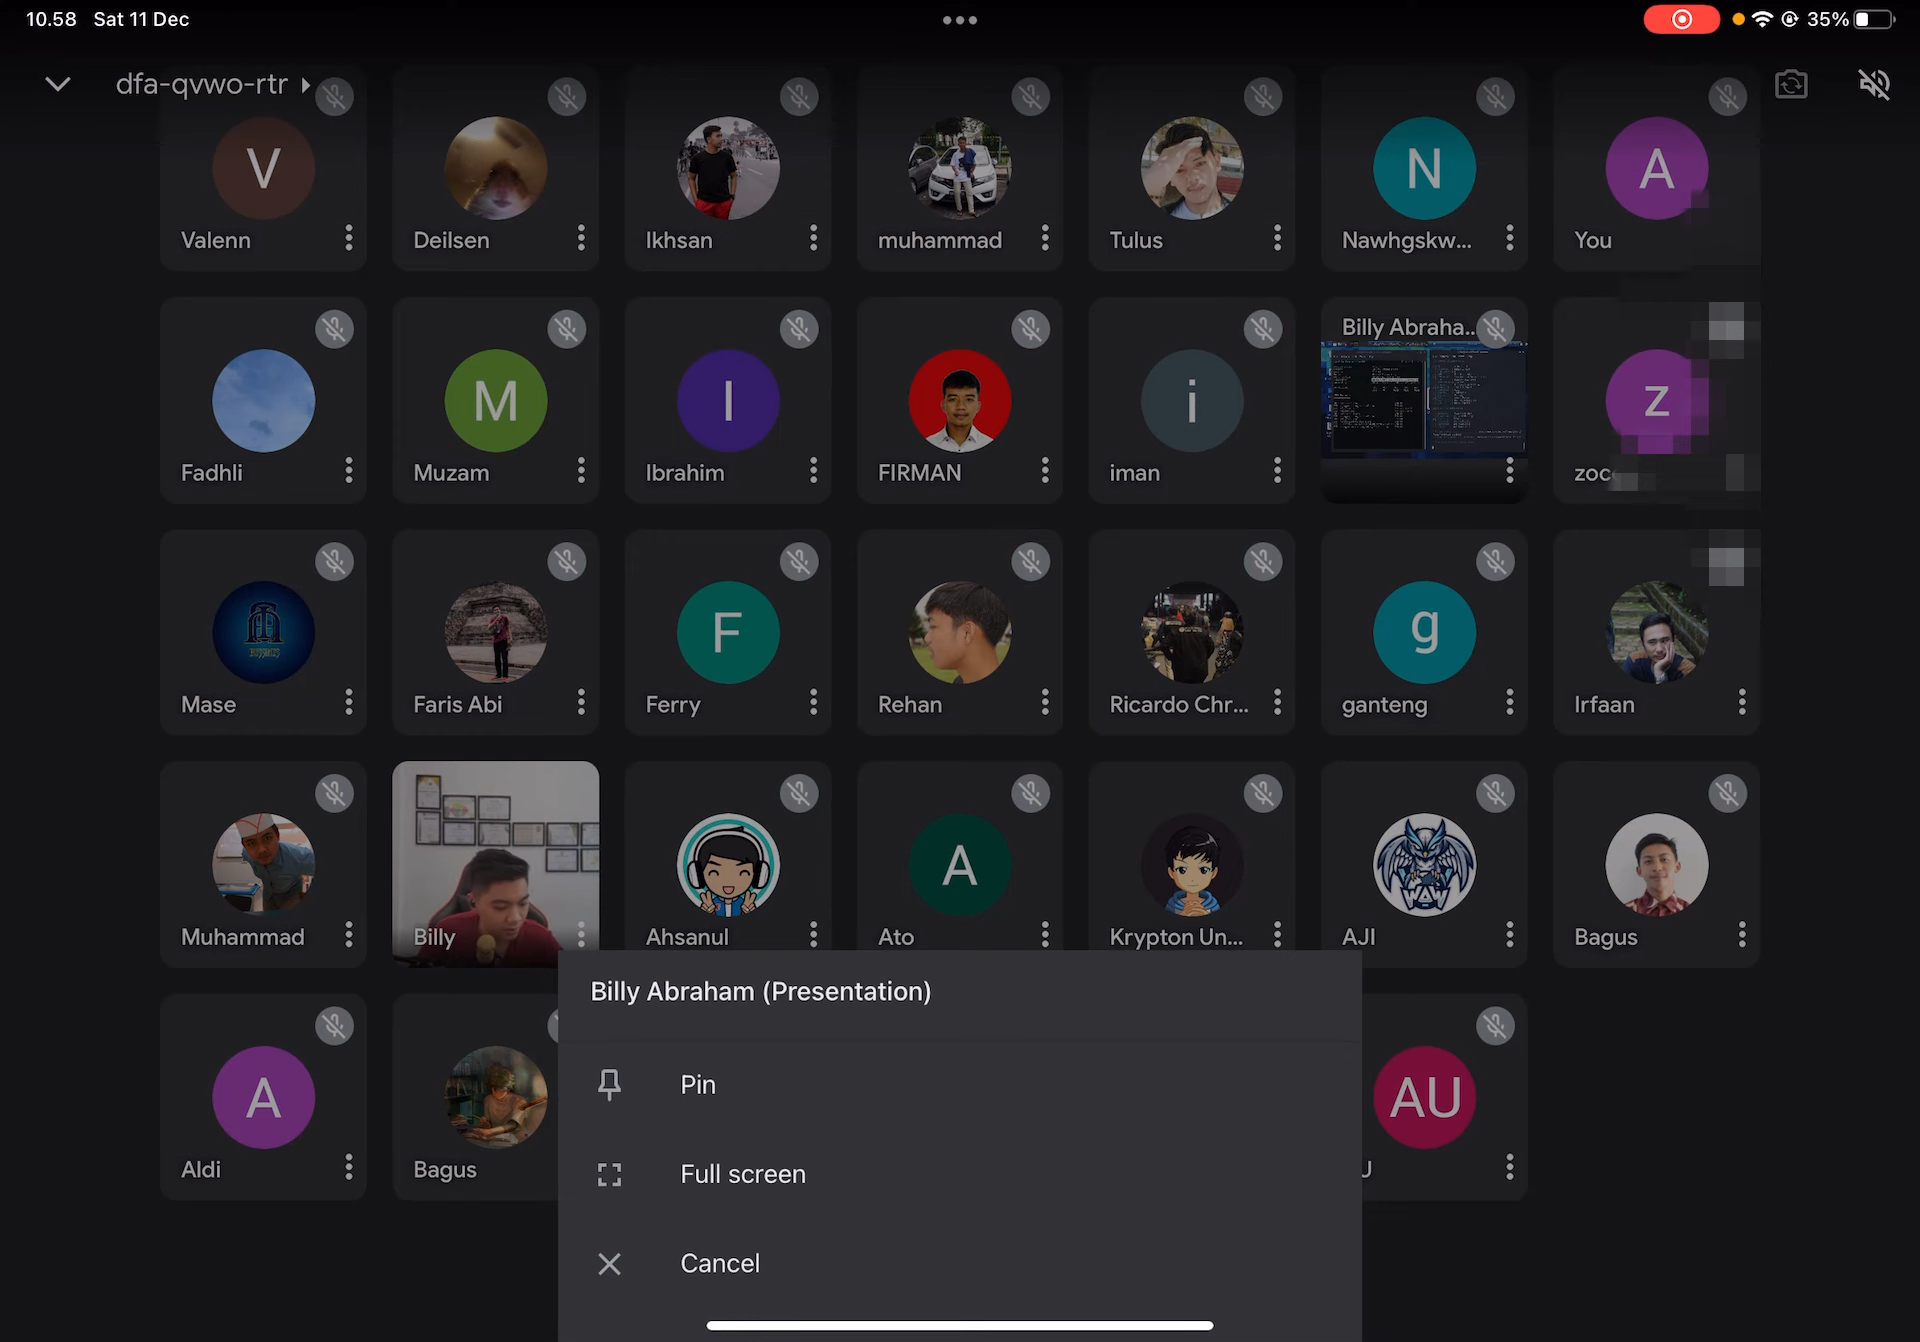 10.58 Sat 11 Dec
35%
dfa-qvwo-rtr
V
N
A
Valenn
Deilsen
Ikhsan
muhammad
Tulus
Nawhgskw...
You
Billy Abraha..
M
I
i
z
Fadhli
Muzam
Ibrahim
FIRMAN
iman
zoc
F
g
Mase
Faris Abi
Ferry
Rehan
Ricardo Chr...
ganteng
Irfaan
A
WAW
Muhammad
Billy
Ahsanul
Ato
Krypton Un...
AJI
Bagus
Billy Abraham (Presentation)
A
AU
Pin
Aldi
Bagus
J
Full screen
Cancel